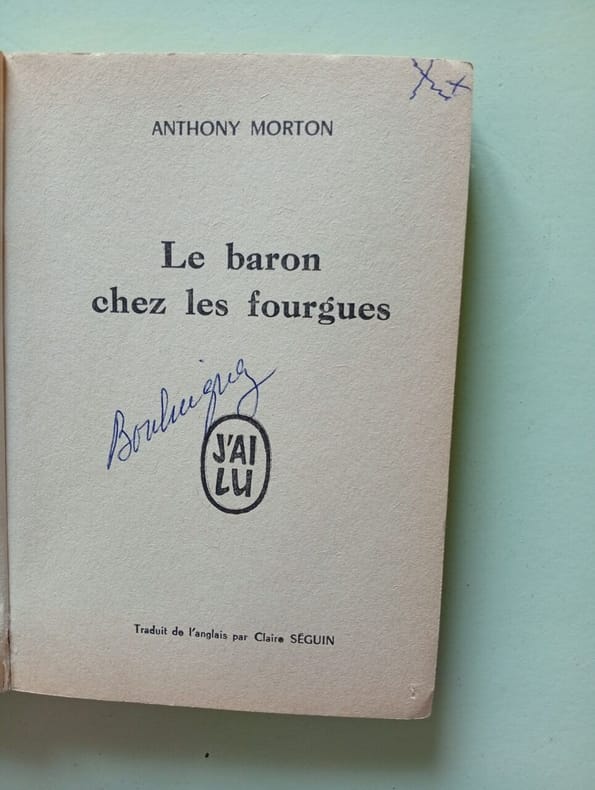 ANTHONY MORTON
Le baron
chez les fourgues
J'AI
LU
Traduit de l'anglais par Claire SÉGUIN